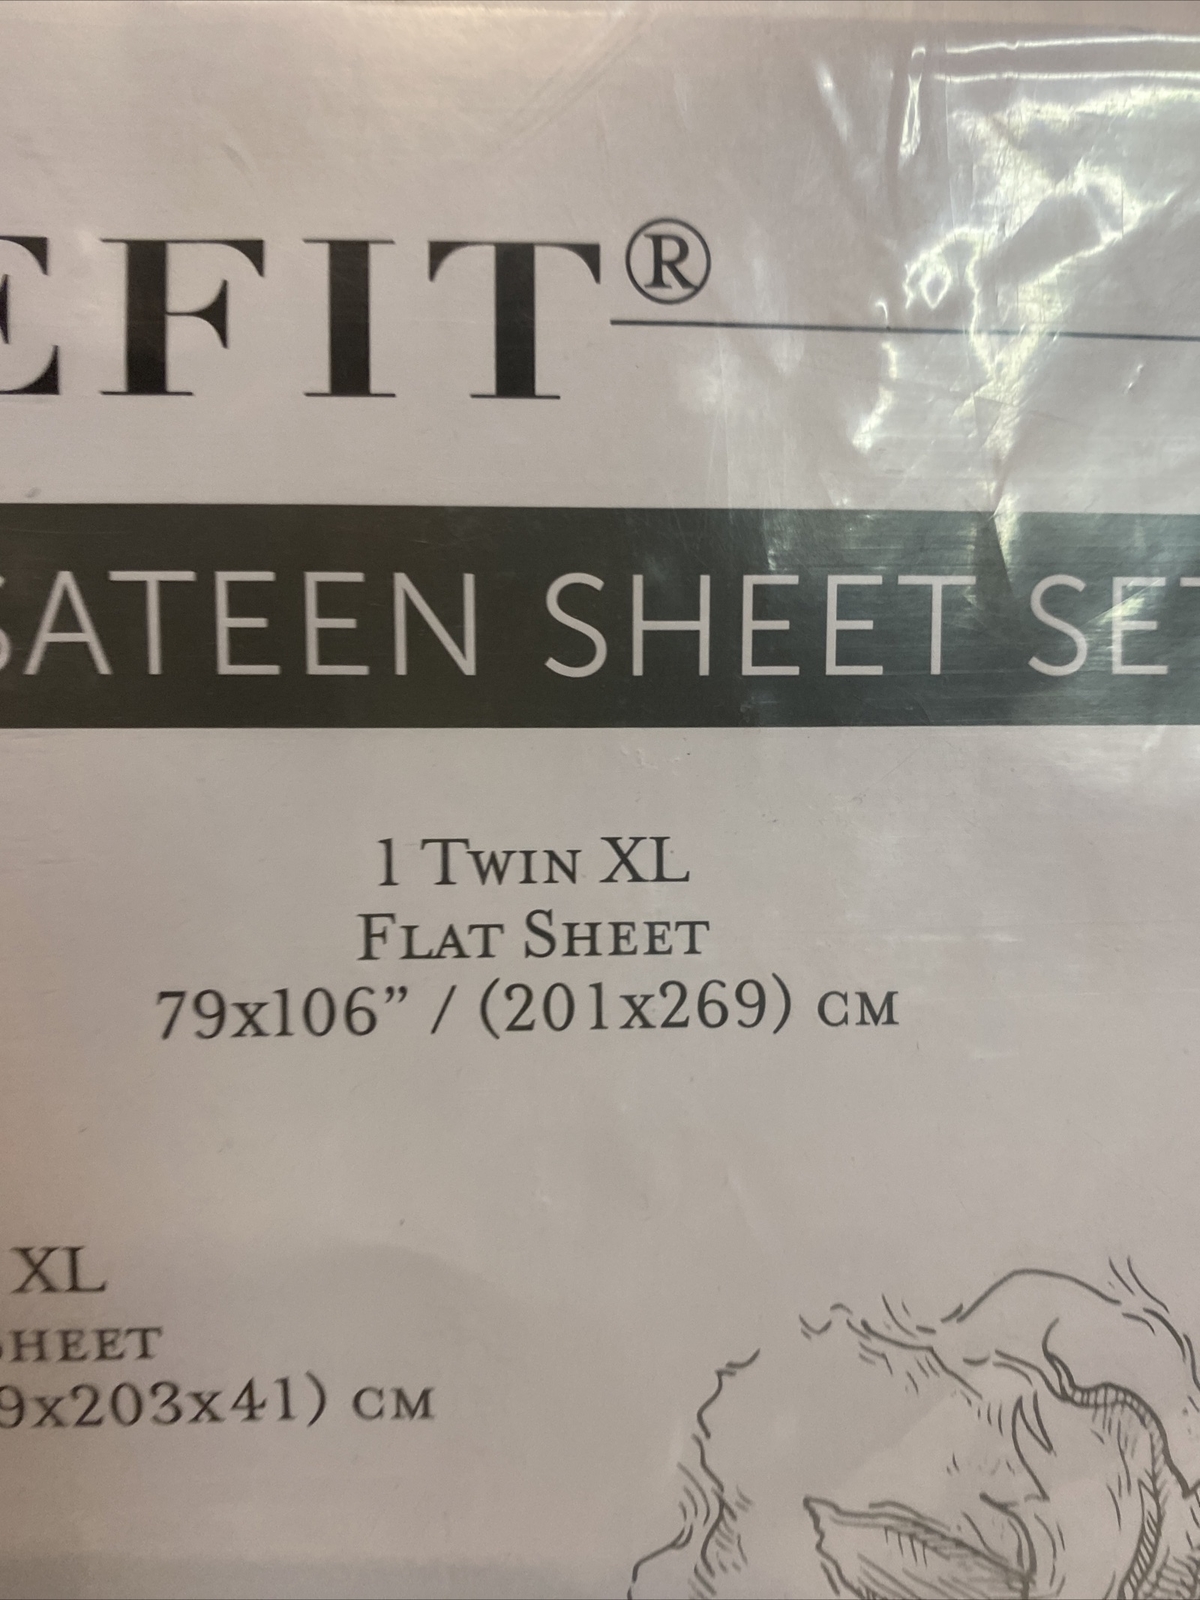 EFIT®
SATEEN SHEET SET
1 TWIN XL
FLAT SHEET
79x106” / (201x269) CM
XL
SHEET
9x203x41) CM